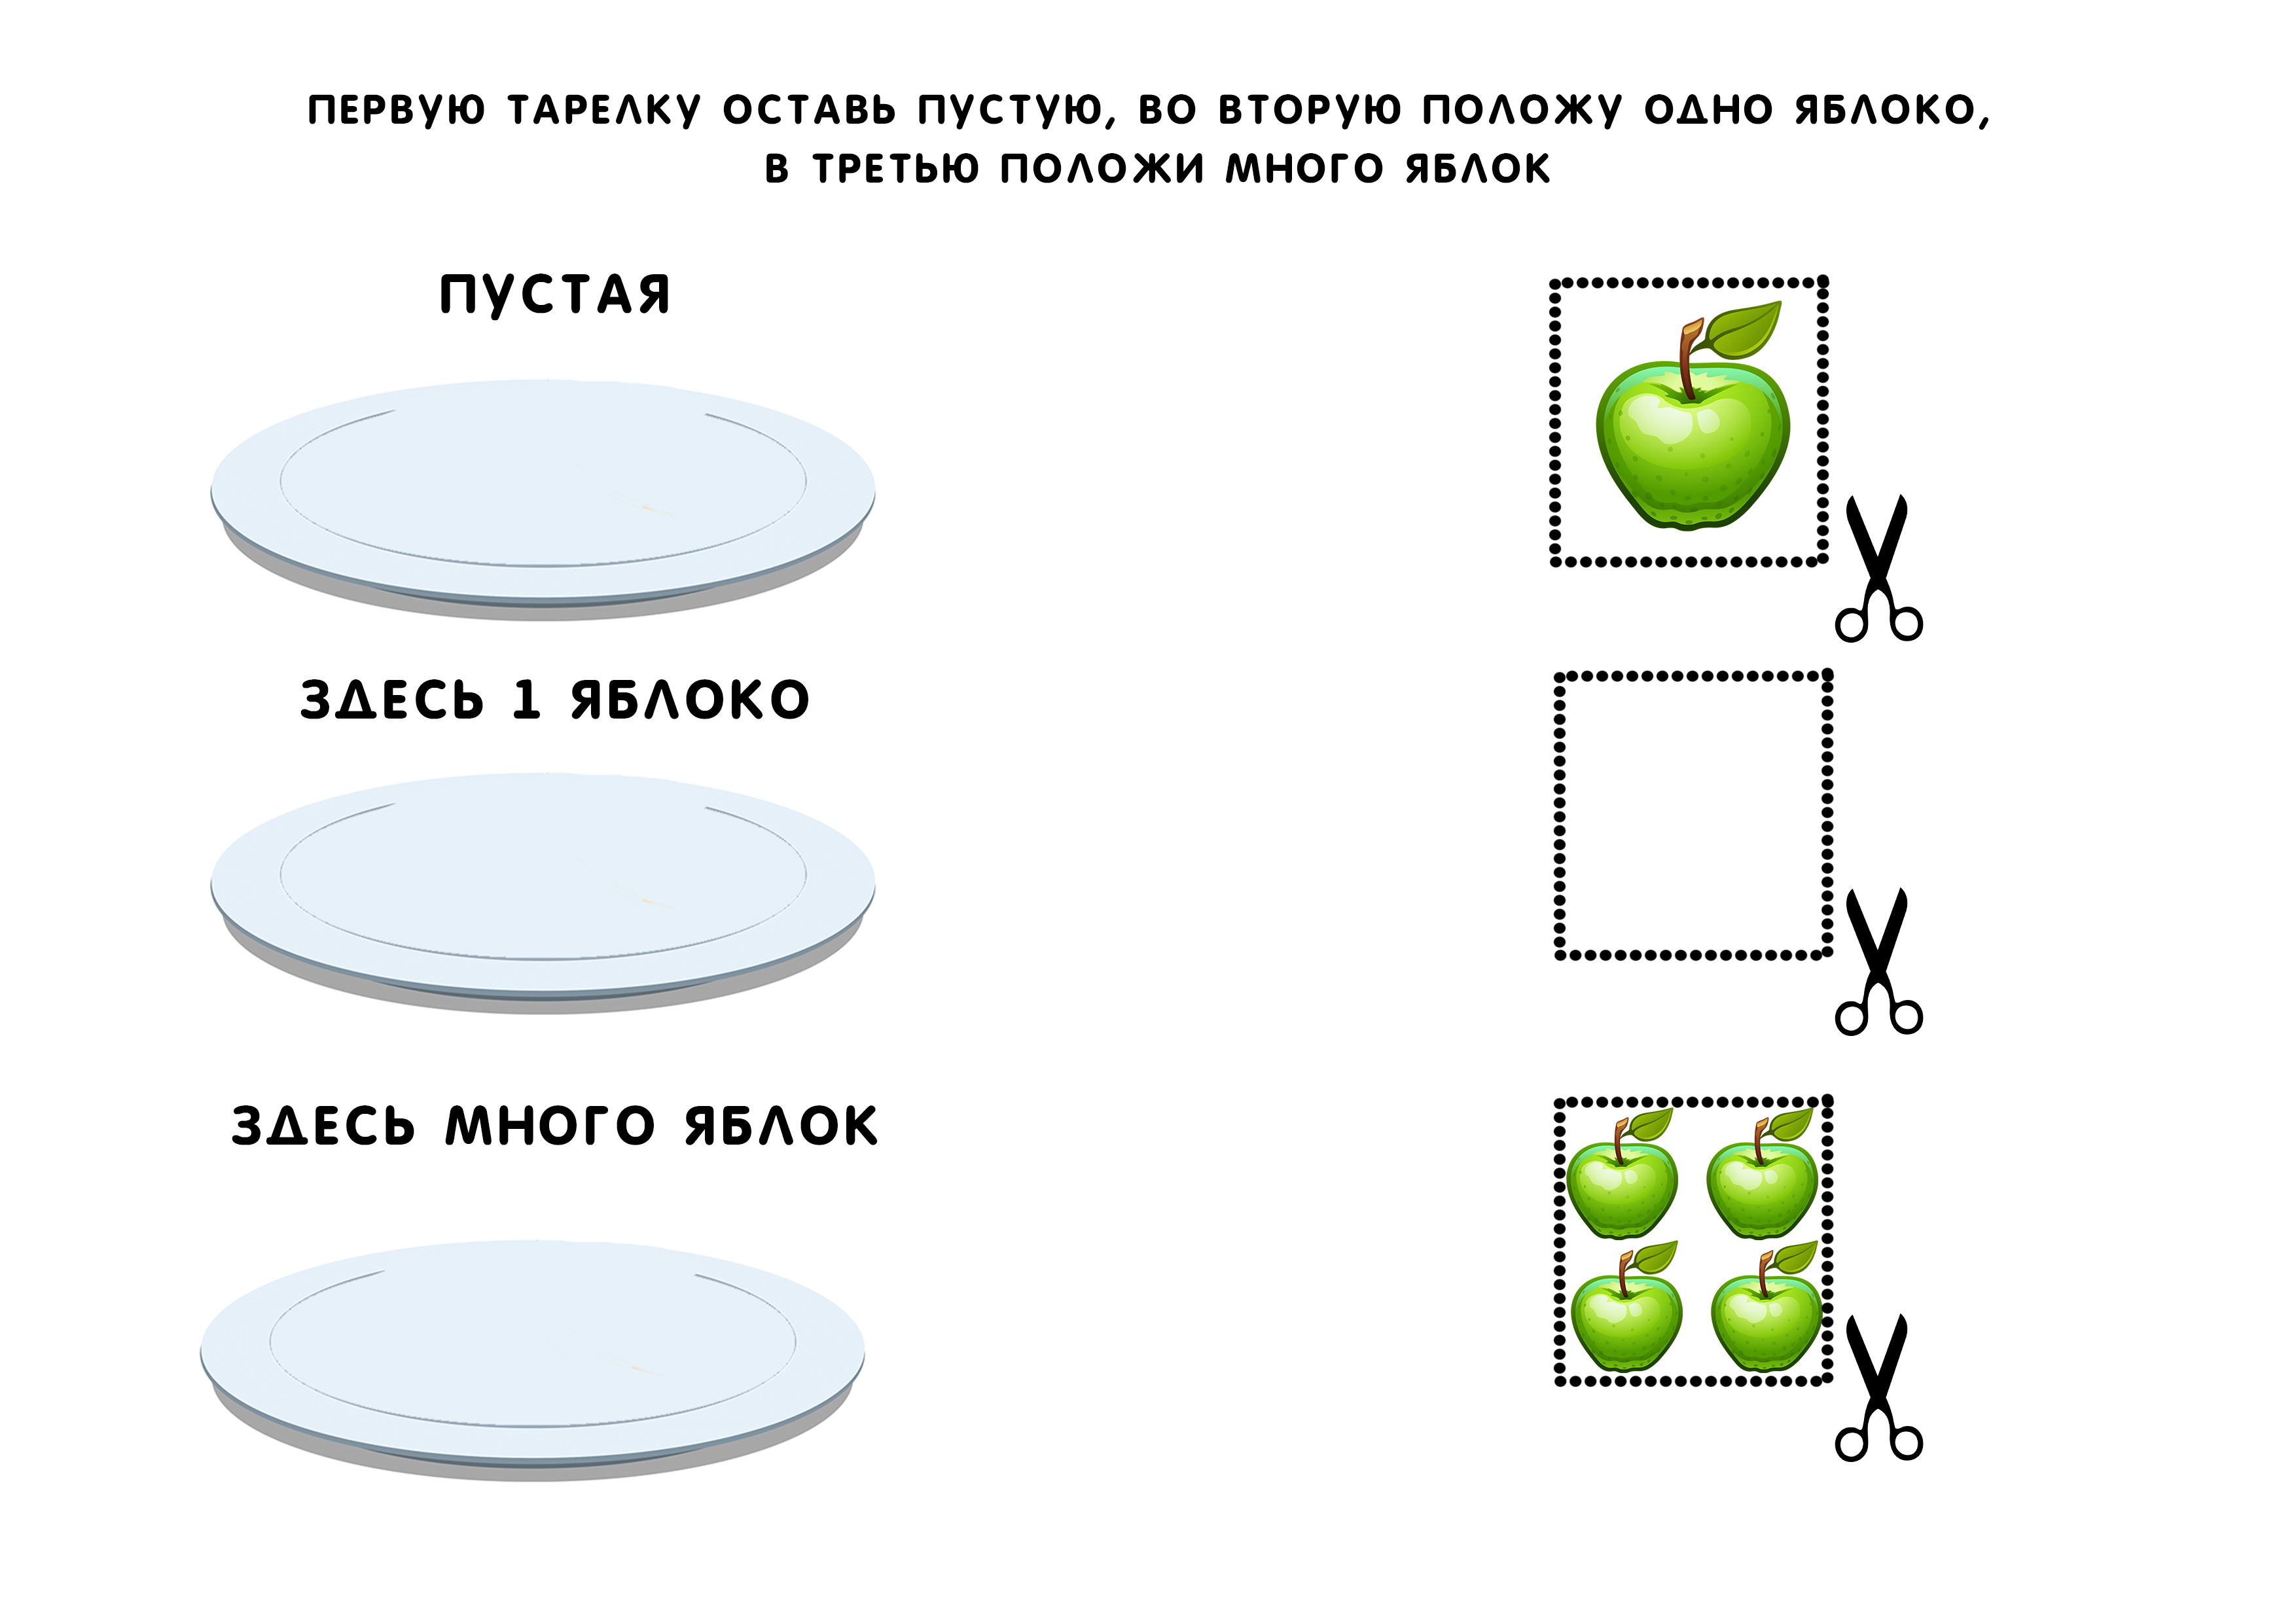 ПЕРВУЮ ТАРЕЛКУ ОСТАВЬ ПУСТУЮ, ВО ВТОРУЮ ПОЛОЖУ ОДНО ЯБЛОКО,
В ТРЕТЬЮ ПОЛОЖИ МНОГО ЯБЛОК
ПУСТАЯ
ЗДЕСЬ 1 ЯБЛОКО
ЗДЕСЬ МНОГО ЯБЛОК